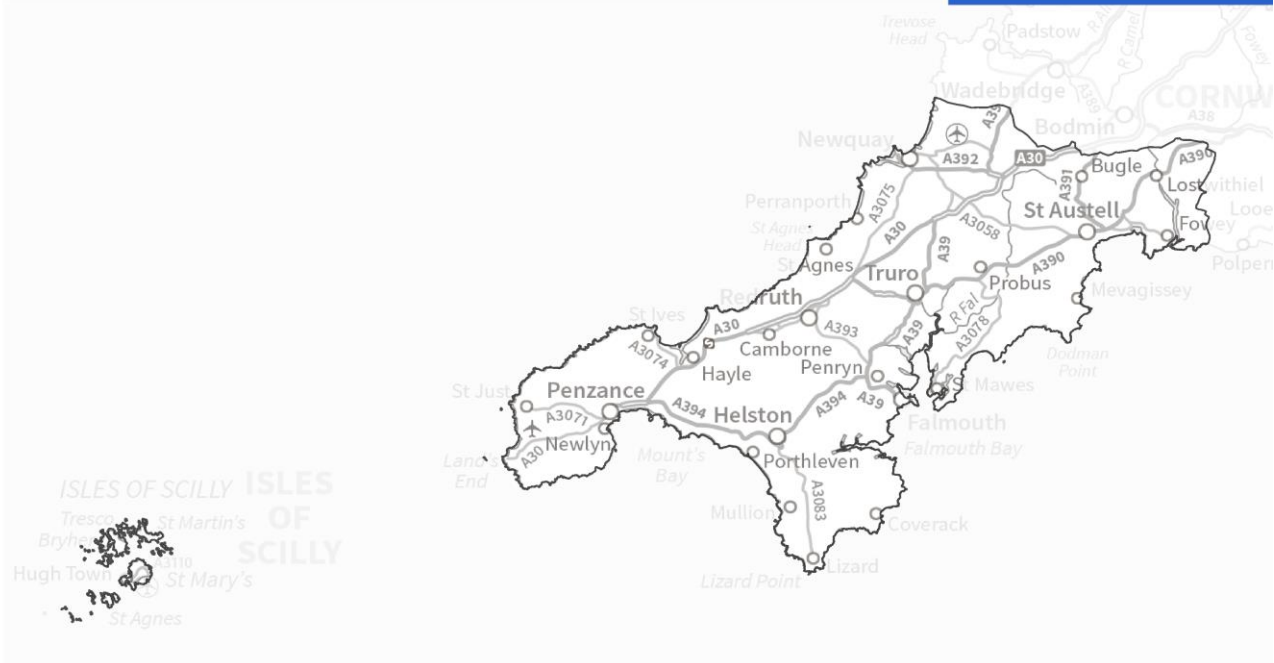 Trevose
Head
Padstow
R Camel
Fowey
Wadebridge
A389
CORNW
A38
Bodmin
Newquay
A39
A392
A30
A390
Bugle
A391
Lostwithiel
A3075
Perranporth
St Agnes
Head
A30
A3058
St Austell
Fowey
Looe
A39
St Agnes
Truro
A390
Polperr
Probus
Redruth
R Fal
Mevagissey
St Ives
A30
A393
A39
A3078
A3074
Camborne
Dodman
Point
Hayle
Penryn
St Just
Penzance
St Mawes
A3071
A394
Helston
A394
A39
Falmouth
Newlyn
A30
Mount's
Bay
Falmouth Bay
Land's
End
Porthleven
ISLES OF SCILLY
ISLES
OF
SCILLY
Tresco
St Martin's
Bryher
Mullion
A3083
Coverack
A3110
Hugh Town
St Mary's
Lizard
Lizard Point
St Agnes